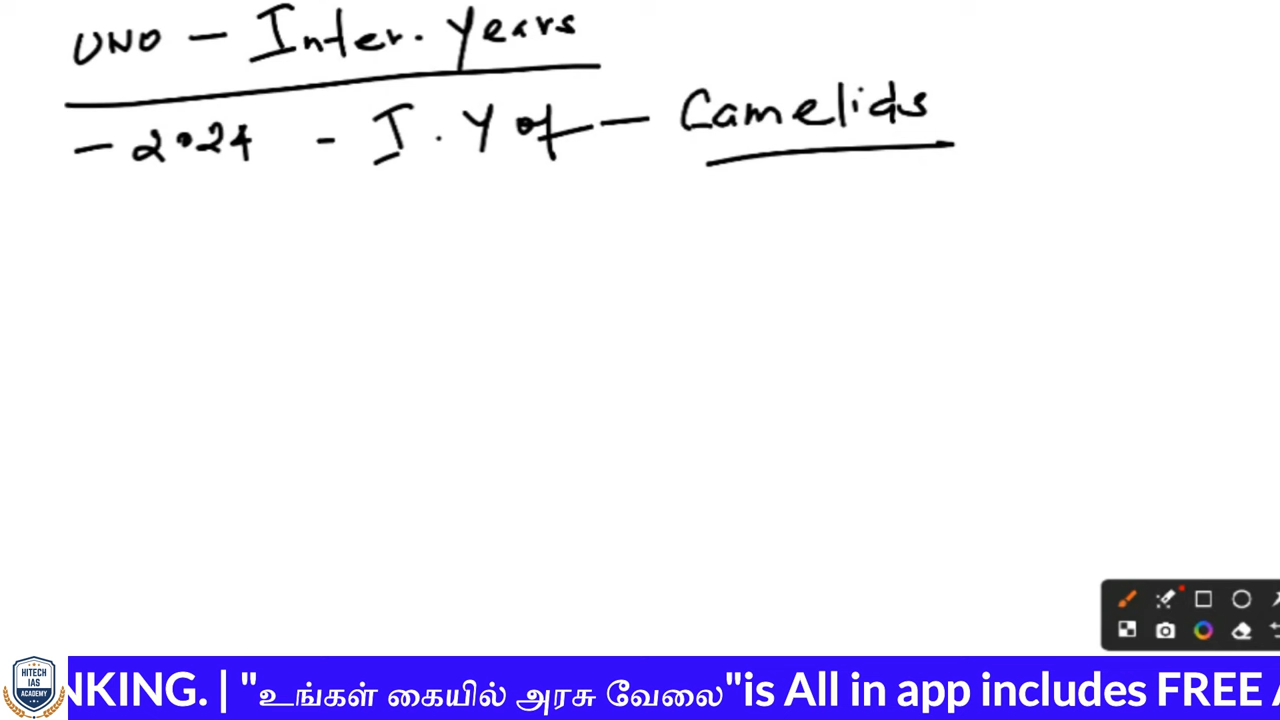 UNO - Inter. Years
- 2024 - I. Y of - Camelids
HITECH
IAS
ACADEMY
NKING. | "உங்கள் கையில் அரசு வேலை"is All in app includes FREE